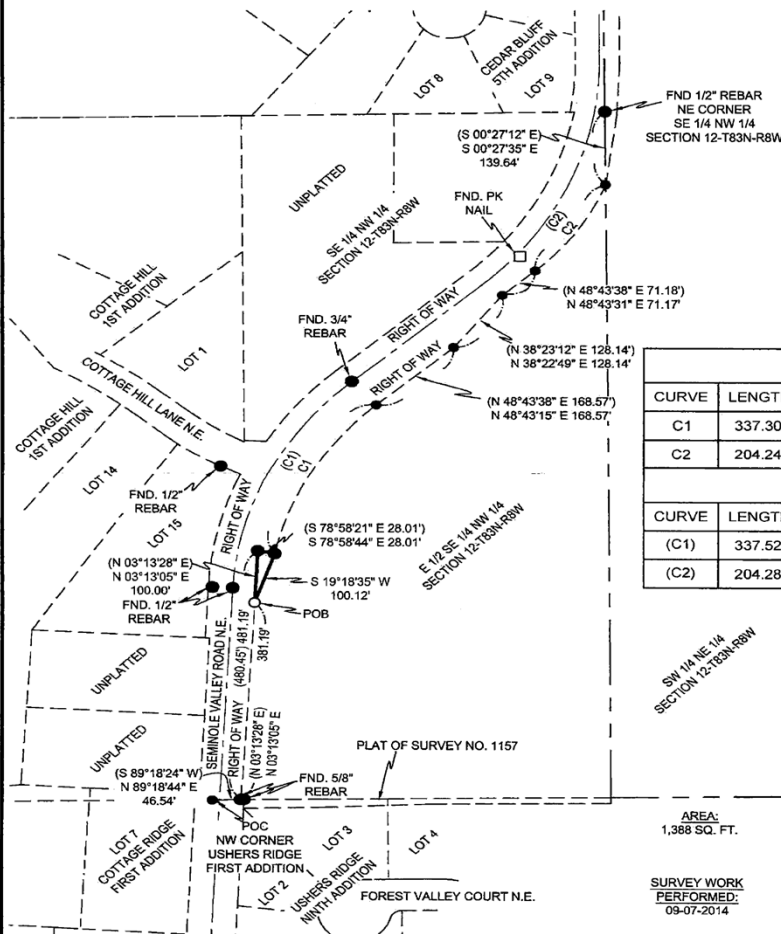 CEDAR BLUFF
5TH ADDITION
LOT 8
LOT 9
FND 1/2" REBAR
NE CORNER
SE 1/4 NW 1/4
SECTION 12-T83N-R8W
(S 00°27'12" E)
S 00°27'35" E
139.64'
UNPLATTED
SE 1/4 NW 1/4
SECTION 12-T83N-R8W
FND. PK
NAIL
(C2)
C2
COTTAGE HILL
1ST ADDITION
LOT 1
FND. 3/4"
REBAR
RIGHT OF WAY
RIGHT OF WAY
(N 48°43'38" E 71.18')
N 48°43'31" E 71.17'
(N 38°23'12" E 128.14')
N 38°22'49" E 128.14'
(N 48°43'38" E 168.57')
N 48°43'15" E 168.57'
CURVE LENGT
C1 337.30
C2 204.24
CURVE LENGT
(C1) 337.52
(C2) 204.28
COTTAGE HILL LANE N.E.
COTTAGE HILL
1ST ADDITION
LOT 14
(C1)
C1
FND. 1/2"
REBAR
LOT 15
RIGHT OF WAY
(S 78°58'21" E 28.01')
S 78°58'44" E 28.01'
E 1/2 SE 1/4 NW 1/4
SECTION 12-T83N-R8W
(N 03°13'28" E)
N 03°13'05" E
100.00'
FND. 1/2"
REBAR
S 19°18'35" W
100.12'
POB
SEMINOLE VALLEY ROAD N.E.
RIGHT OF WAY
(480.45') 481.19'
381.19'
(N 03°13'28" E)
N 03°13'05" E
UNPLATTED
UNPLATTED
SW 1/4 NE 1/4
SECTION 12-T83N-R8W
(S 89°18'24" W)
N 89°18'44" E
46.54'
FND. 5/8"
REBAR
PLAT OF SURVEY NO. 1157
POC
NW CORNER
USHERS RIDGE
FIRST ADDITION
LOT 7
COTTAGE RIDGE
FIRST ADDITION
LOT 2
LOT 3
USHERS RIDGE
NINTH ADDITION
LOT 4
FOREST VALLEY COURT N.E.
AREA:
1,388 SQ. FT.
SURVEY WORK
PERFORMED:
09-07-2014